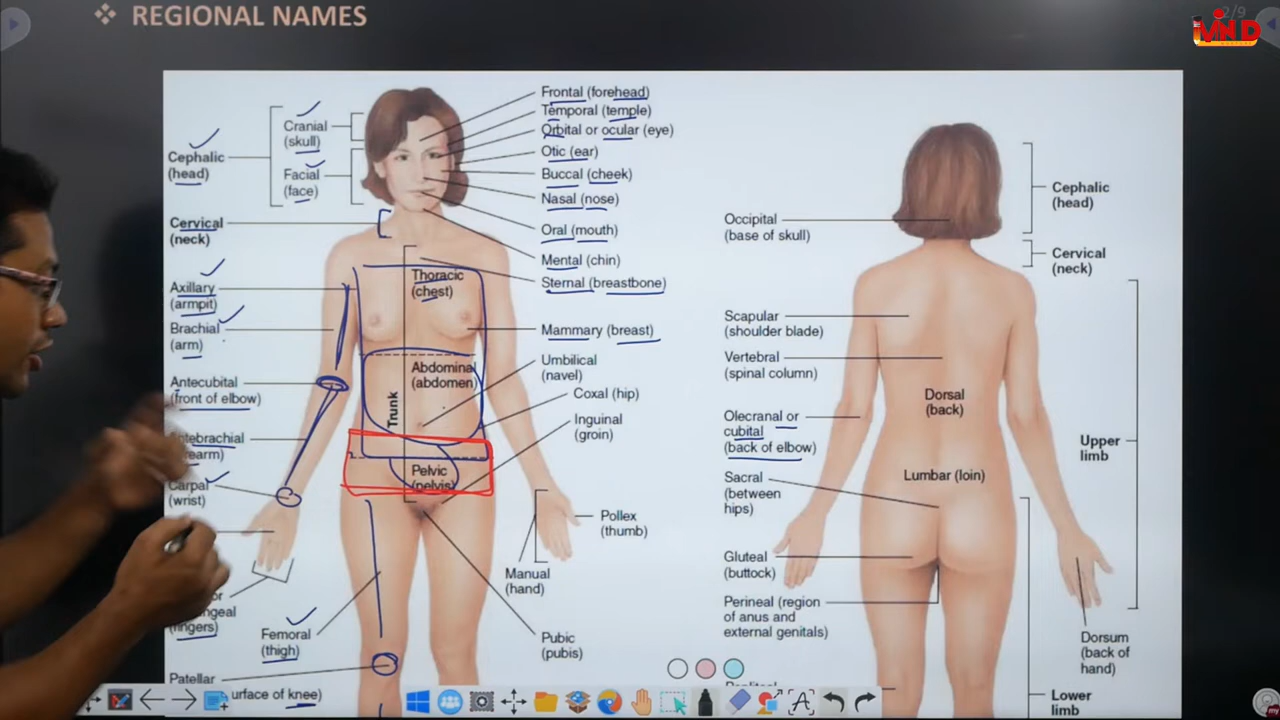 ❖ REGIONAL NAMES
2/9
Cephalic
(head)
Cranial
(skull)
Facial
(face)
Cervical
(neck)
Axillary
(armpit)
Brachial
(arm)
Antecubital
(front of elbow)
Carpal
(wrist)
(fingers)
Femoral
(thigh)
Patellar
urface of knee)
Frontal (forehead)
Temporal (temple)
Orbital or ocular (eye)
Otic (ear)
Buccal (cheek)
Nasal (nose)
Oral (mouth)
Mental (chin)
Sternal (breastbone)
Mammary (breast)
Umbilical
(navel)
Coxal (hip)
Inguinal
(groin)
Thoracic
(chest)
Abdominal
(abdomen)
Trunk
Pelvic
(pelvis)
Pollex
(thumb)
Manual
(hand)
Pubic
(pubis)
Occipital
(base of skull)
Scapular
(shoulder blade)
Vertebral
(spinal column)
Olecranal or
cubital
(back of elbow)
Sacral
(between
hips)
Gluteal
(buttock)
Perineal (region
of anus and
external genitals)
Dorsal
(back)
Lumbar (loin)
Cephalic
(head)
Cervical
(neck)
Upper
limb
Dorsum
(back of
hand)
Lower
limb